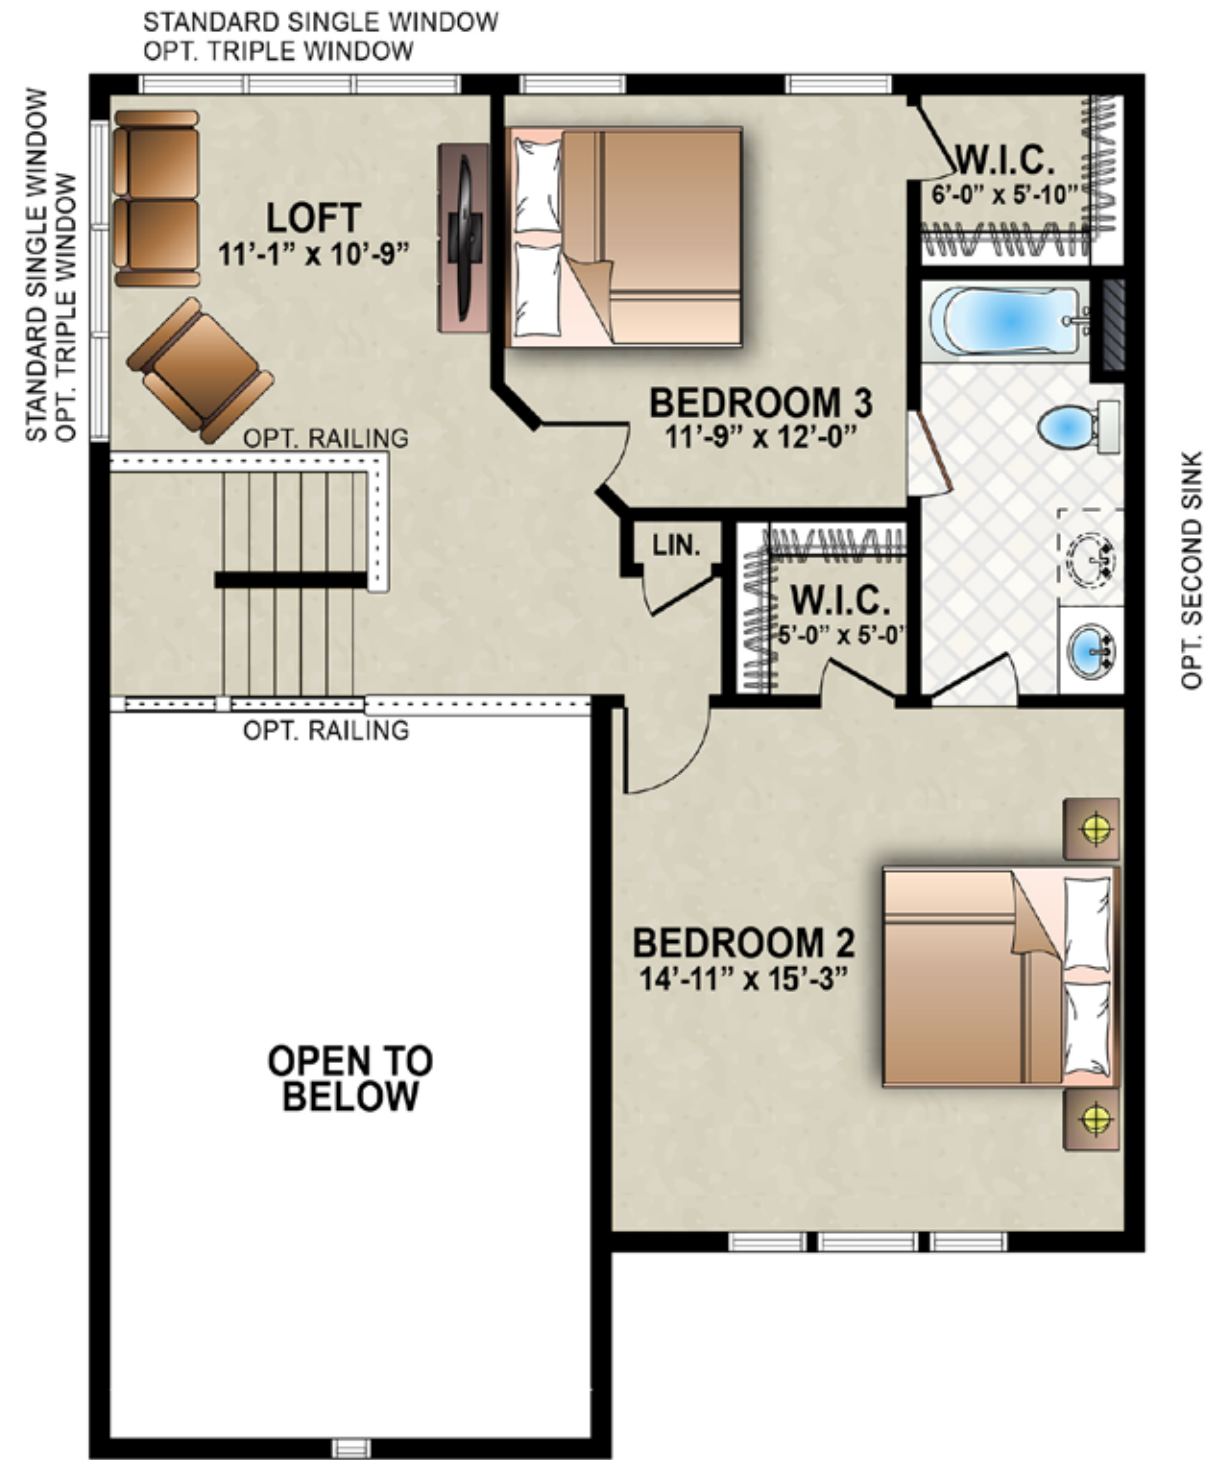 STANDARD SINGLE WINDOW
OPT. TRIPLE WINDOW
STANDARD SINGLE WINDOW
OPT. TRIPLE WINDOW
LOFT
11’-1” x 10’-9”
W.I.C.
6’-0” x 5’-10”
BEDROOM 3
11’-9” x 12’-0”
OPT. RAILING
LIN.
W.I.C.
5’-0” x 5’-0”
OPT. SECOND SINK
OPT. RAILING
BEDROOM 2
14’-11” x 15’-3”
OPEN TO
BELOW